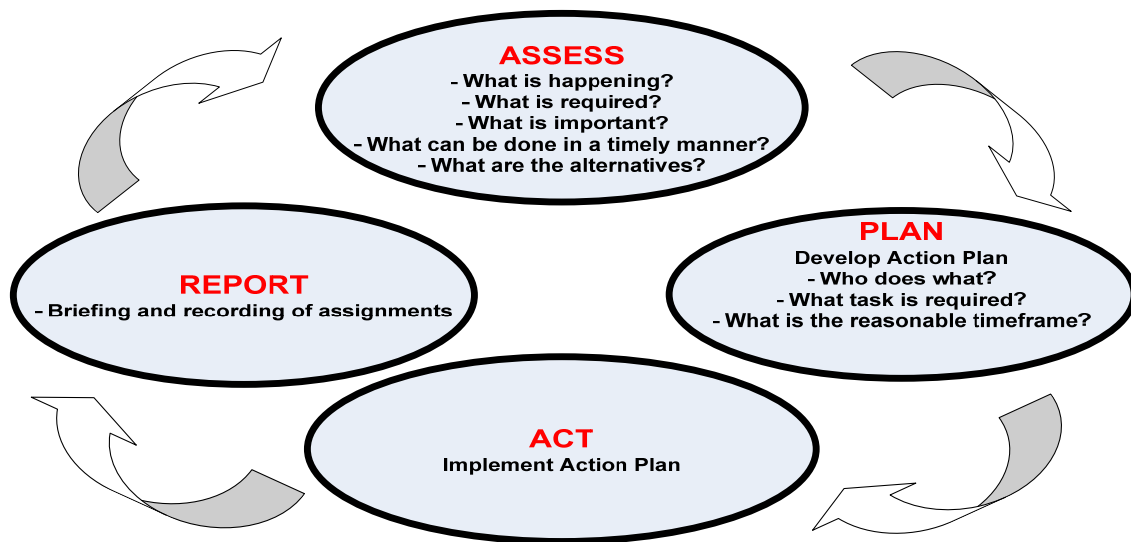 ASSESS
- What is happening?
- What is required?
- What is important?
- What can be done in a timely manner?
- What are the alternatives?
PLAN
Develop Action Plan
- Who does what?
- What task is required?
- What is the reasonable timeframe?
ACT
Implement Action Plan
REPORT
- Briefing and recording of assignments